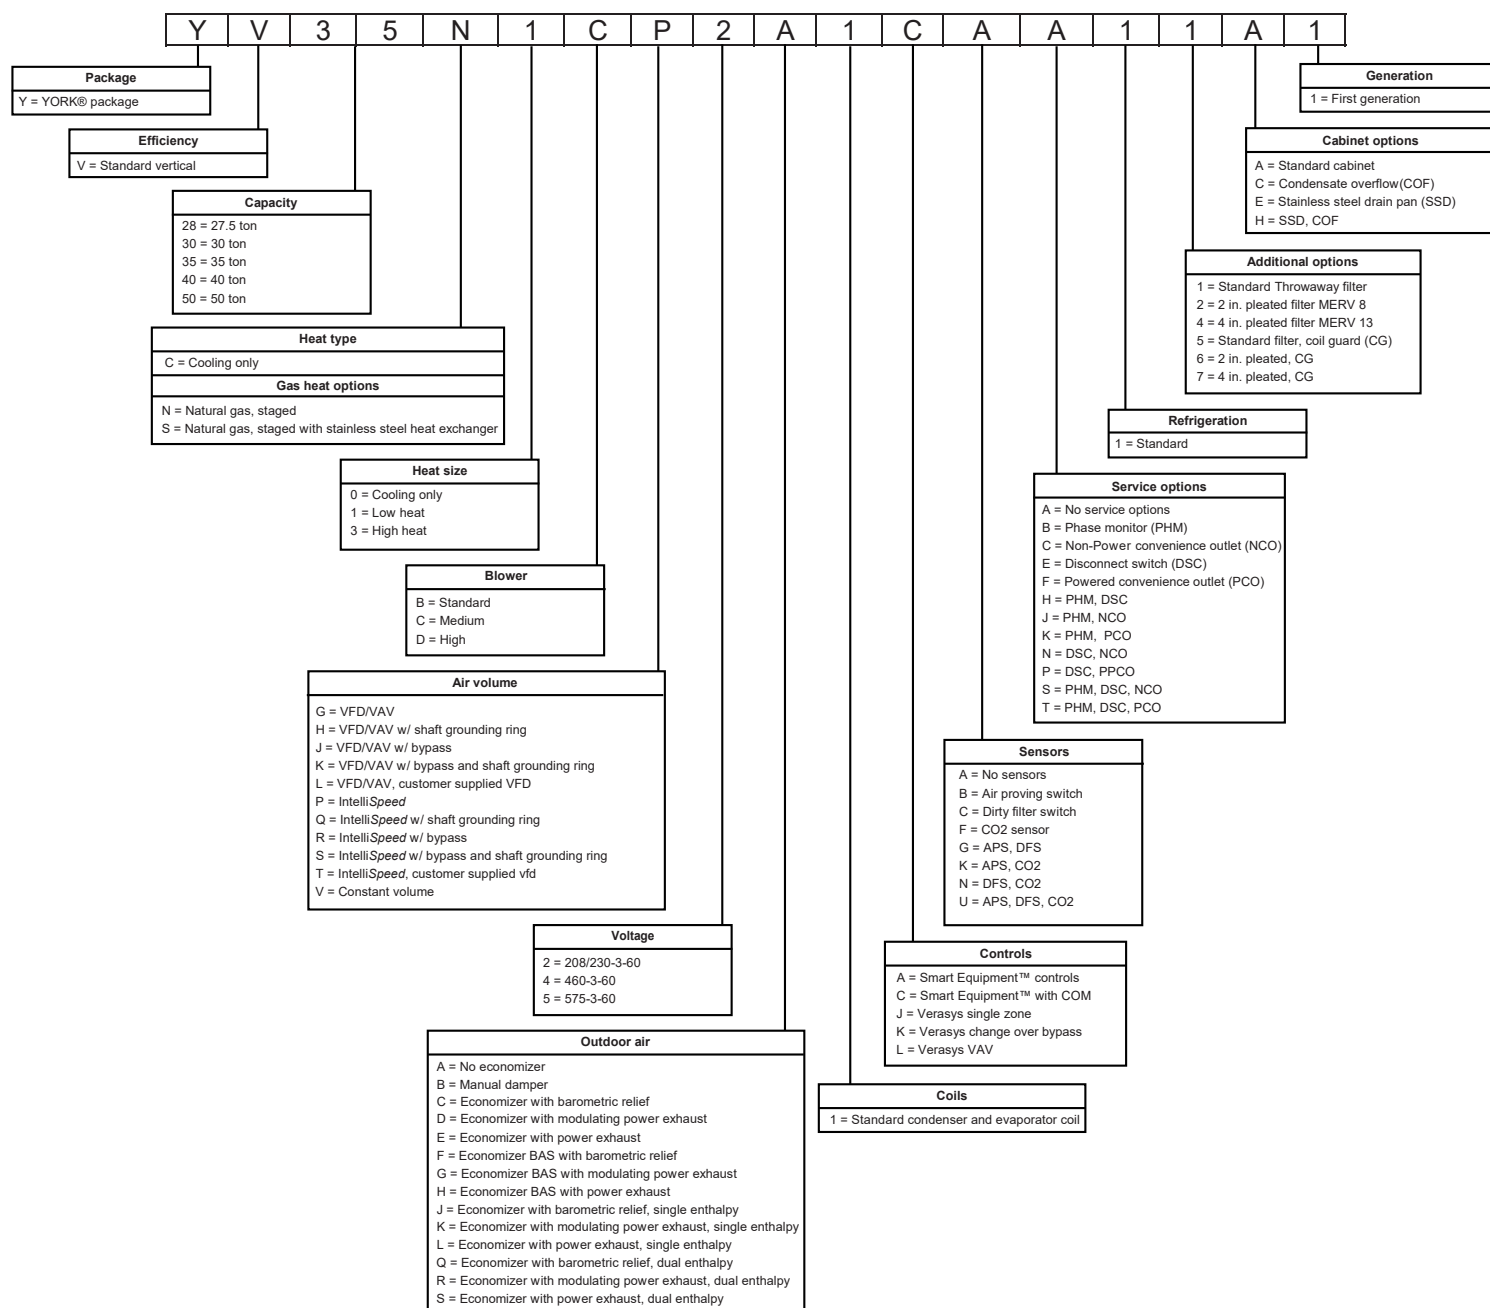 Y V 3 5 N 1 C P 2 A 1 C A A 1 1 A 1
Package
Y = YORK® package
Efficiency
V = Standard vertical
Capacity
28 = 27.5 ton
30 = 30 ton
35 = 35 ton
40 = 40 ton
50 = 50 ton
Heat type
C = Cooling only
Gas heat options
N = Natural gas, staged
S = Natural gas, staged with stainless steel heat exchanger
Heat size
0 = Cooling only
1 = Low heat
3 = High heat
Blower
B = Standard
C = Medium
D = High
Air volume
G = VFD/VAV
H = VFD/VAV w/ shaft grounding ring
J = VFD/VAV w/ bypass
K = VFD/VAV w/ bypass and shaft grounding ring
L = VFD/VAV, customer supplied VFD
P = IntelliSpeed
Q = IntelliSpeed w/ shaft grounding ring
R = IntelliSpeed w/ bypass
S = IntelliSpeed w/ bypass and shaft grounding ring
T = IntelliSpeed, customer supplied vfd
V = Constant volume
Voltage
2 = 208/230-3-60
4 = 460-3-60
5 = 575-3-60
Outdoor air
A = No economizer
B = Manual damper
C = Economizer with barometric relief
D = Economizer with modulating power exhaust
E = Economizer with power exhaust
F = Economizer BAS with barometric relief
G = Economizer BAS with modulating power exhaust
H = Economizer BAS with power exhaust
J = Economizer with barometric relief, single enthalpy
K = Economizer with modulating power exhaust, single enthalpy
L = Economizer with power exhaust, single enthalpy
Q = Economizer with barometric relief, dual enthalpy
R = Economizer with modulating power exhaust, dual enthalpy
S = Economizer with power exhaust, dual enthalpy
Coils
1 = Standard condenser and evaporator coil
Controls
A = Smart Equipment™ controls
C = Smart Equipment™ with COM
J = Verasys single zone
K = Verasys change over bypass
L = Verasys VAV
Sensors
A = No sensors
B = Air proving switch
C = Dirty filter switch
F = CO2 sensor
G = APS, DFS
K = APS, CO2
N = DFS, CO2
U = APS, DFS, CO2
Service options
A = No service options
B = Phase monitor (PHM)
C = Non-Power convenience outlet (NCO)
E = Disconnect switch (DSC)
F = Powered convenience outlet (PCO)
H = PHM, DSC
J = PHM, NCO
K = PHM, PCO
N = DSC, NCO
P = DSC, PPCO
S = PHM, DSC, NCO
T = PHM, DSC, PCO
Refrigeration
1 = Standard
Additional options
1 = Standard Throwaway filter
2 = 2 in. pleated filter MERV 8
4 = 4 in. pleated filter MERV 13
5 = Standard filter, coil guard (CG)
6 = 2 in. pleated, CG
7 = 4 in. pleated, CG
Cabinet options
A = Standard cabinet
C = Condensate overflow(COF)
E = Stainless steel drain pan (SSD)
H = SSD, COF
Generation
1 = First generation